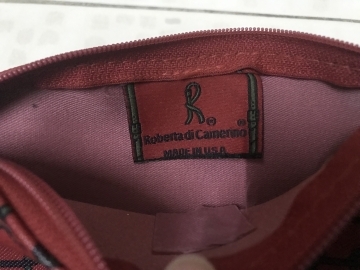 R®
Roberta di Camerino®
MADE IN U.S.A.